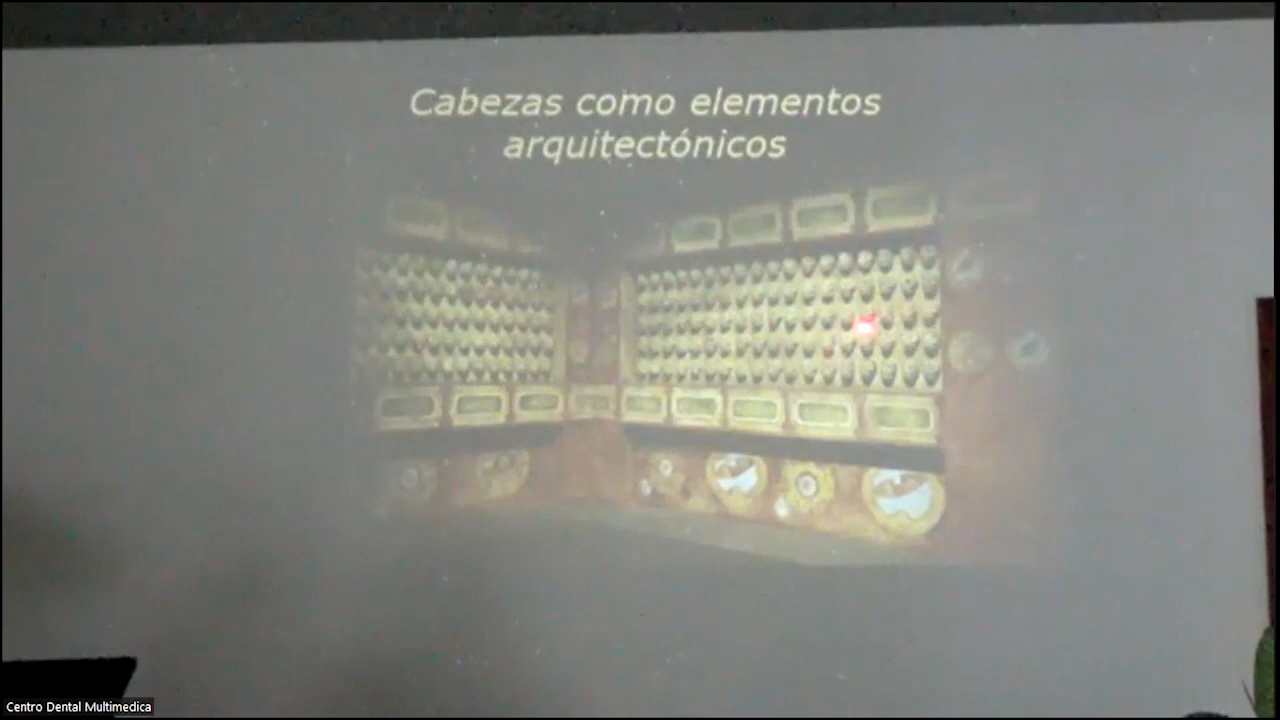 Cabezas como elementos
arquitectónicos
Centro Dental Multimedica